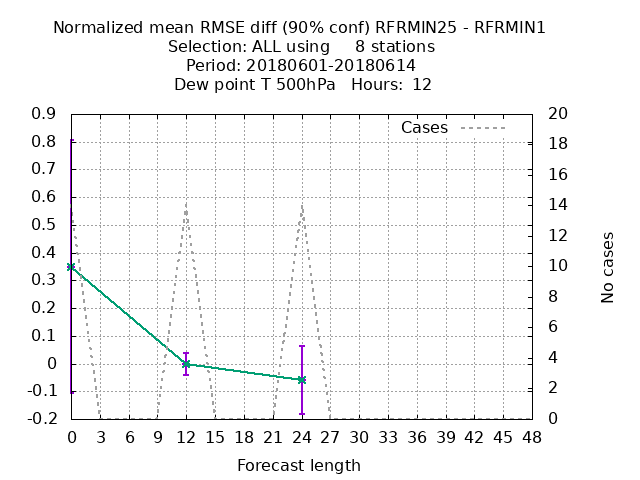 Normalized mean RMSE diff (90% conf) RFRMIN25 - RFRMIN1
Selection: ALL using     8 stations
Period: 20180601-20180614
Dew point T 500hPa   Hours:  12
Cases
0.9
0.8
0.7
0.6
0.5
0.4
0.3
0.2
0.1
0
-0.1
-0.2
20
18
16
14
12
10
8
6
4
2
0
No cases
0 3 6 9 12 15 18 21 24 27 30 33 36 39 42 45 48
Forecast length